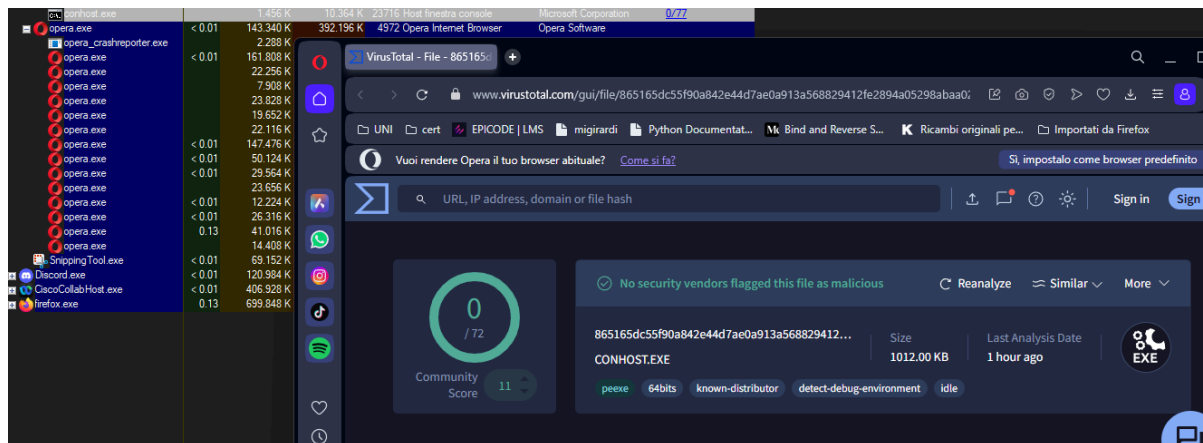 conhost.exe 1.456 K 10.364 K 23716 Host finestra console Microsoft Corporation 0/77
opera.exe < 0.01 143.340 K 392.196 K 4972 Opera Internet Browser Opera Software
opera_crashreporter.exe 2.288 K
opera.exe < 0.01 161.808 K
opera.exe 22.256 K
opera.exe 7.908 K
opera.exe 23.828 K
opera.exe 19.652 K
opera.exe 22.116 K
opera.exe < 0.01 147.476 K
opera.exe < 0.01 50.124 K
opera.exe < 0.01 29.564 K
opera.exe 23.656 K
opera.exe < 0.01 12.224 K
opera.exe < 0.01 26.316 K
opera.exe 0.13 41.016 K
opera.exe 14.408 K
SnippingTool.exe < 0.01 69.152 K
Discord.exe < 0.01 120.984 K
CiscoCollabHost.exe < 0.01 406.928 K
firefox.exe 0.13 699.848 K
VirusTotal - File - 865165d
www.virustotal.com/gui/file/865165dc55f90a842e44d7ae0a913a568829412fe2894a05298abaa02
UNI cert EPICODE | LMS migirardi Python Documentat... Bind and Reverse S... Ricambi originali pe... Importati da Firefox
Vuoi rendere Opera il tuo browser abituale? Come si fa? Sì, impostalo come browser predefinito
URL, IP address, domain or file hash Sign in Sign
0
/ 72
Community
Score
11
No security vendors flagged this file as malicious Reanalyze Similar More
865165dc55f90a842e44d7ae0a913a568829412...
CONHOST.EXE
Size
1012.00 KB
Last Analysis Date
1 hour ago
EXE
peexe 64bits known-distributor detect-debug-environment idle